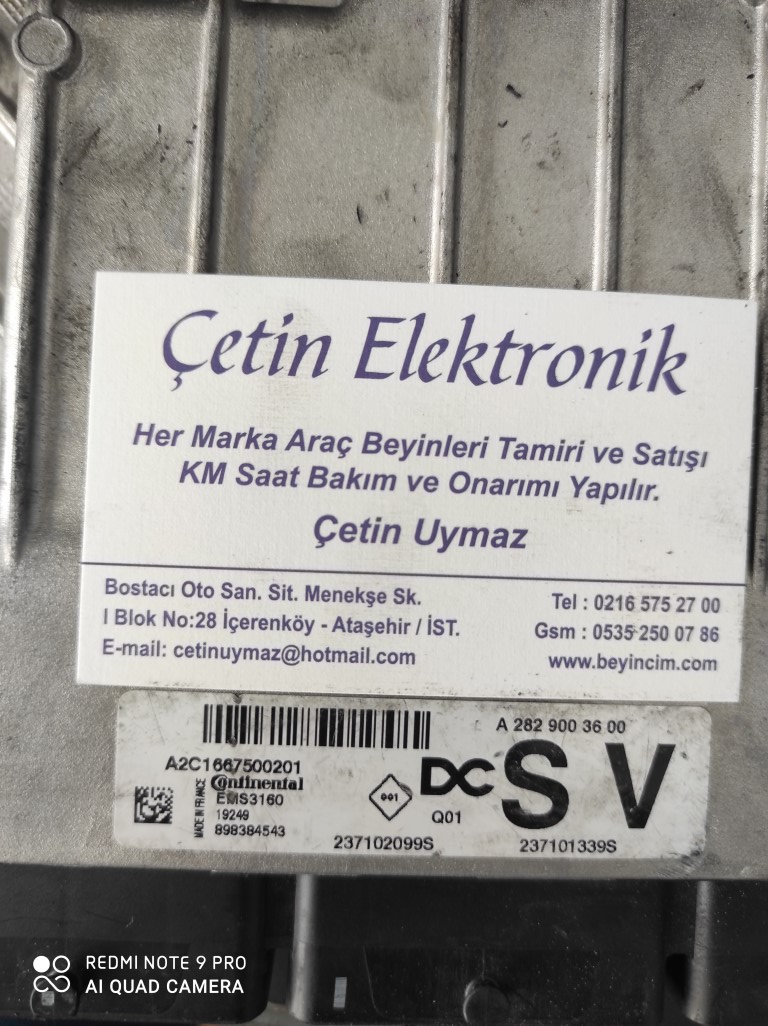 Çetin Elektronik
Her Marka Araç Beyinleri Tamiri ve Satışı
KM Saat Bakım ve Onarımı Yapılır.
Çetin Uymaz
Bostacı Oto San. Sit. Menekşe Sk.
I Blok No:28 İçerenköy - Ataşehir / İST.
E-mail: cetinuymaz@hotmail.com
Tel : 0216 575 27 00
Gsm : 0535 250 07 86
www.beyincim.com
A 282 900 36 00
A2C1667500201
Continental
EMS3160
19249
898384543
MADE IN FRANCE
001
DC
Q01
S V
237102099S
237101339S
REDMI NOTE 9 PRO
AI QUAD CAMERA